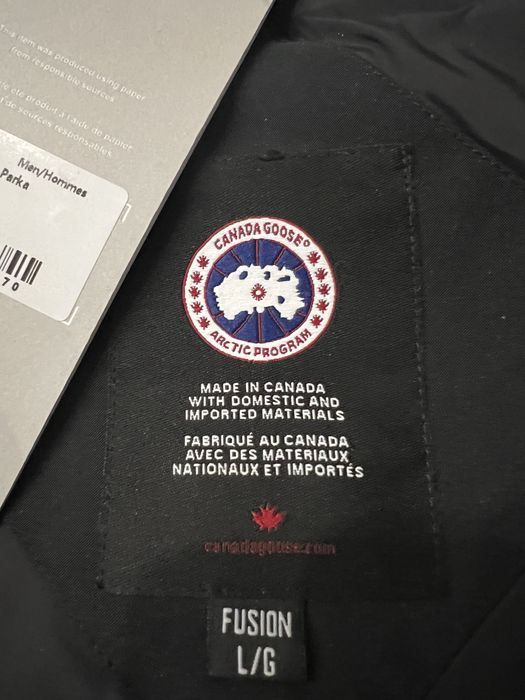 This item was produced using paper
from responsible sources
été produit à l'aide de papier
de sources responsables
Men/Hommes
Parka
70
CANADA GOOSE®
ARCTIC PROGRAM
MADE IN CANADA
WITH DOMESTIC AND
IMPORTED MATERIALS
FABRIQUÉ AU CANADA
AVEC DES MATERIAUX
NATIONAUX ET IMPORTÉS
canadagoose.com
FUSION
L/G